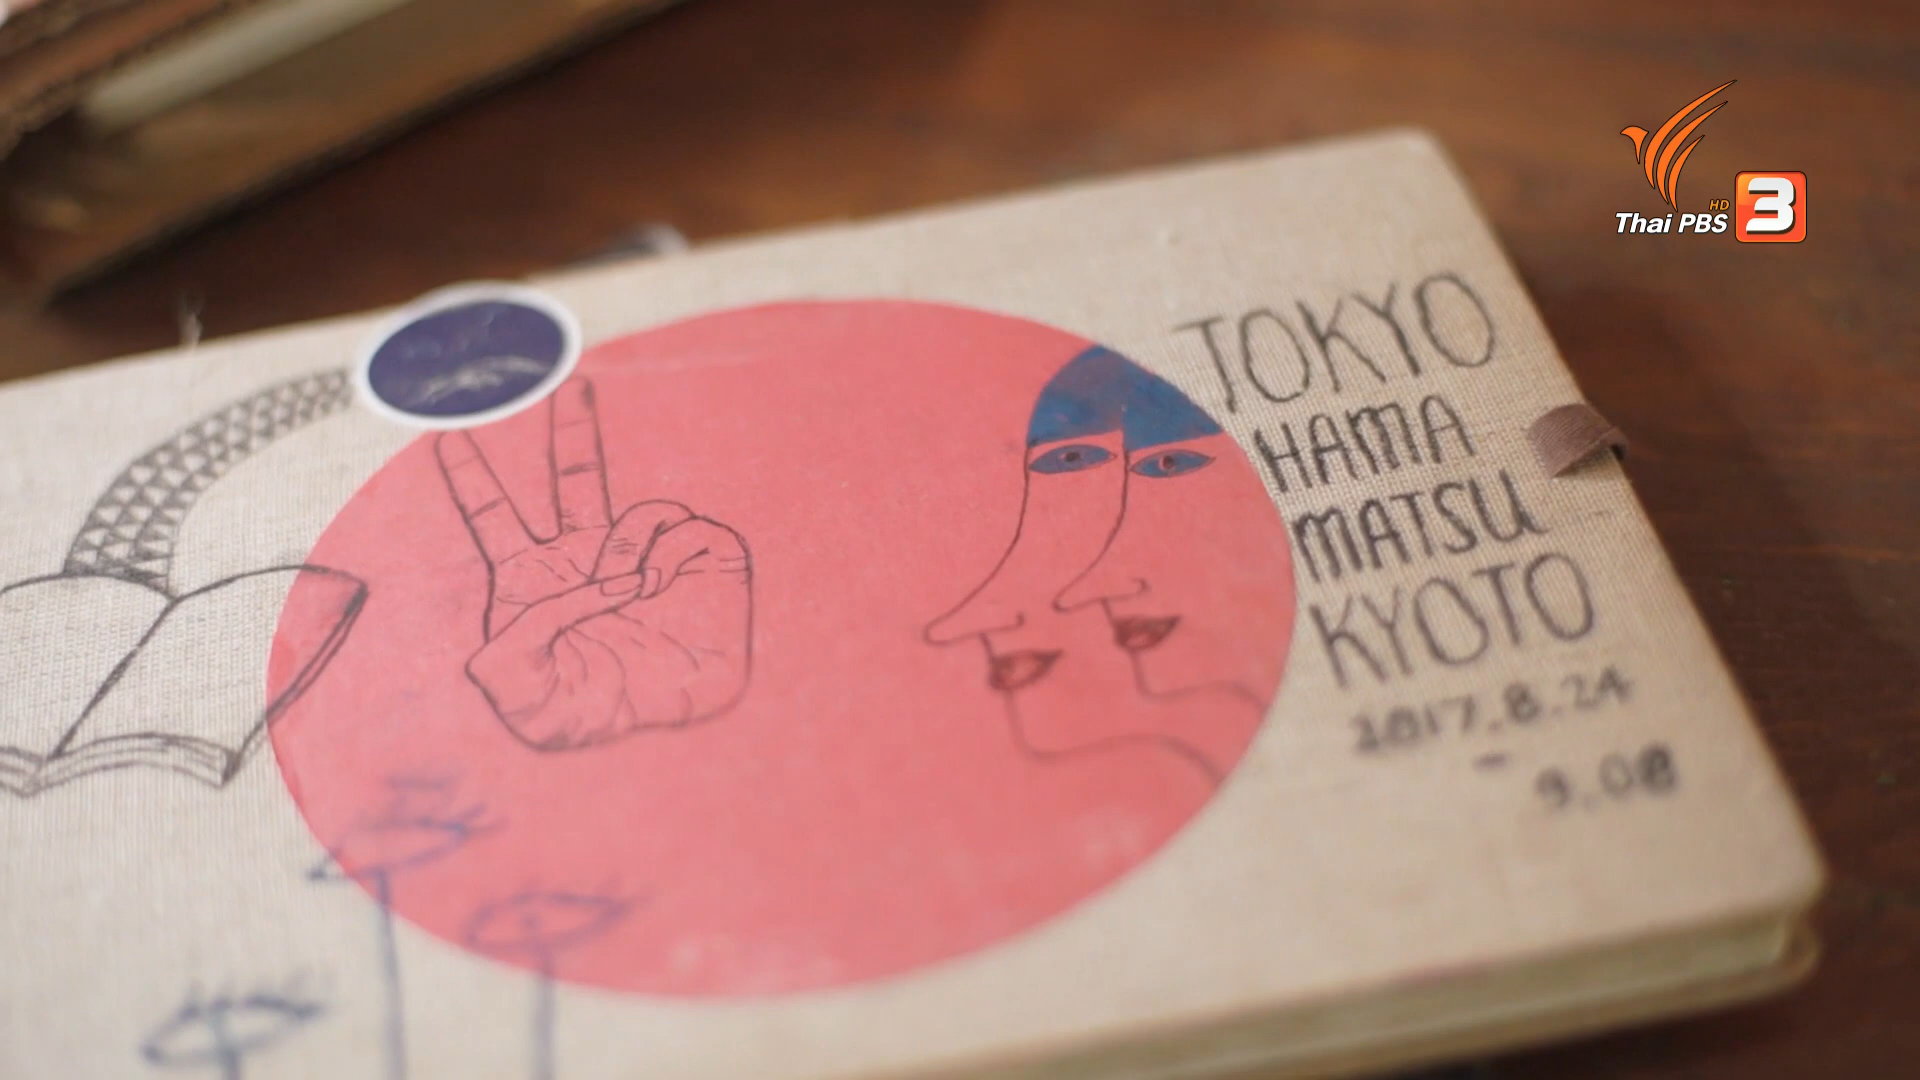 HD
Thai PBS 3
TOKYO
HAMA
MATSU
KYOTO
2017.8.24
-
9.08